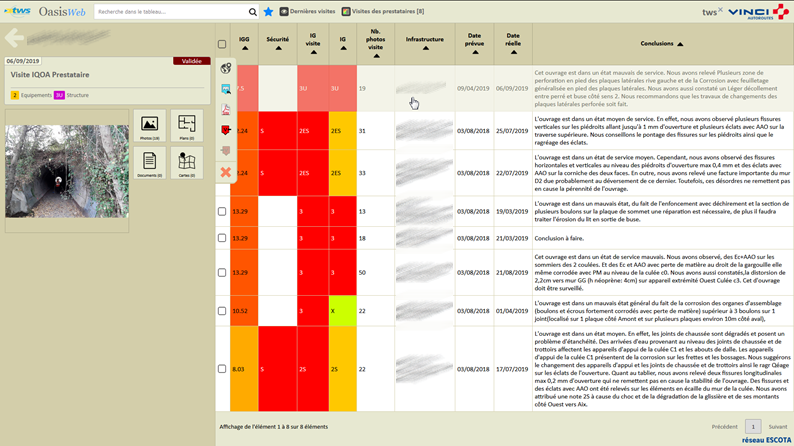 tws OasisWeb Recherche dans le tableau... Dernières visites Visites des prestataires [8] tws VINCI AUTOROUTES
06/09/2019 Validée
Visite IQOA Prestataire
2 Equipements 3U Structure
Photos (19) Plans (0)
Documents (0) Cartes (0)
IGG Sécurité IG visite IG Nb. photos visite Infrastructure Date prévue Date réelle Conclusions
3U 3U 19 09/04/2019 06/09/2019
Cet ouvrage est dans un état mauvais de service. Nous avons relevé Plusieurs zone de
perforation en pied des plaques latérales rive gauche et de la Corrosion avec feuilletage
généralisée en pied des plaques latérales. Nous avons aussi constaté un Léger décollement
entre perré et buse côté sens 2. Nous recommandons que les travaux de changements des
plaques latérales perforée soit fait.
S 2ES 2ES 31 03/08/2018 25/07/2019
L'ouvrage est dans un état moyen de service. En effet, nous avons observé plusieurs fissures
verticales sur les piédroits allant jusqu'à 1 mm d'ouverture et plusieurs éclats avec AAO sur la
traverse supérieure. Nous conseillons le pontage des fissures sur les piédroits ainsi que le
ragréage des éclats.
S 2ES 2ES 33 03/08/2018 22/07/2019
L'ouvrage est dans un état de service moyen. Cependant, nous avons observé des fissures
horizontales et verticales au niveau des piédroits d'ouverture max 0,4 mm et des éclats avec
AAO sur la corniche des deux faces. En outre, nous avons relevé une facture importante du mur
D2 due probablement au déversement de ce dernier. Toutefois, ces désordres ne remettent pas
en cause la pérennité de l'ouvrage.
13.29 3 3 13 03/08/2018 19/03/2019
L'ouvrage est dans un mauvais état, du fait de l'enfoncement avec déchirement et la section de
plusieurs boulons sur la plaque de sommet une réparation est nécessaire, de plus il faudra
traiter l'érosion du lit en sortie de buse.
13.29 3 3 18 03/08/2018 21/03/2019 Conclusion à faire.
13.29 3 3 50 03/08/2018 21/08/2019
Cet ouvrage est dans un état de service mauvais. Nous avons observé, des Ec+AAO sur les
sommiers des 2 coulées. Et des Ec et AAO avec perte de matière au droit de la gargouille elle
même corrodée avec PM au niveau de la culée c0. Nous avons aussi constatés,la distorsion de
2,2cm vers mur GG (h néoprène: 4cm) sur appareil extrémité Ouest Culée c3. Cet ouvrage
doit être surveillé.
10.52 3 X 22 03/08/2018 01/04/2019
L'ouvrage est dans un mauvais état général du fait de la corrosion des organes d'assemblage
(boulons et écrous fortement corrodés avec perte de matière) supérieur à 3 boulons sur 1
joint(localisé sur 1 plaque côté Amont et sur plusieurs plaques environ 10m côté aval),
8.03 S 2S 2S 22 03/08/2018 17/07/2019
L'ouvrage est dans un état moyen. En effet, les joints de chaussée sont dégradés et posent un
problème d'étanchéité. Des arrivées d'eau provenant au niveau des joints de chaussée et de
trottoirs affectent les appareils d'appui de la culée C1 et les abouts de dalle. Les appareils
d'appui de la culée C1 présentent de la corrosion sur les frettes et les bossages. Nous suggérons
le changement des appareils d'appui et les joints de chaussée et de trottoirs ainsi le ragr Qéage
sur les éclats de l'ouverture. Quant au tablier, nous avons relevé deux fissures longitudinales
max 0,2 mm d'ouverture qui ne remettent pas en cause la stabilité de l'ouvrage. Des fissures et
des éclats avec AAO ont été relevés sur les éléments en écaille du mur de la culée. Nous avons
attribué une note 2S à cause du choc et de la dégradation de la glissière et de ses montants
côté Ouest vers Aix.
Affichage de l'élément 1 à 8 sur 8 éléments Précédent 1 Suivant
réseau ESCOTA